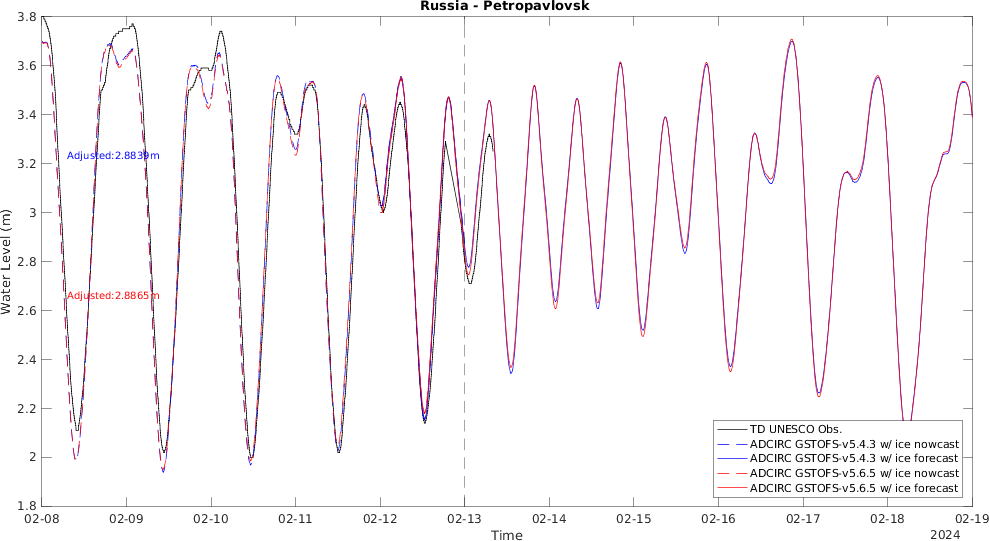 Russia - Petropavlovsk
3.8
3.6
3.4
3.2
3
2.8
2.6
2.4
2.2
2
1.8
Water Level (m)
Adjusted:2.8839m
Adjusted:2.8865m
TD UNESCO Obs.
ADCIRC GSTOFS-v5.4.3 w/ ice nowcast
ADCIRC GSTOFS-v5.4.3 w/ ice forecast
ADCIRC GSTOFS-v5.6.5 w/ ice nowcast
ADCIRC GSTOFS-v5.6.5 w/ ice forecast
02-08 02-09 02-10 02-11 02-12 02-13 02-14 02-15 02-16 02-17 02-18 02-19
Time
2024